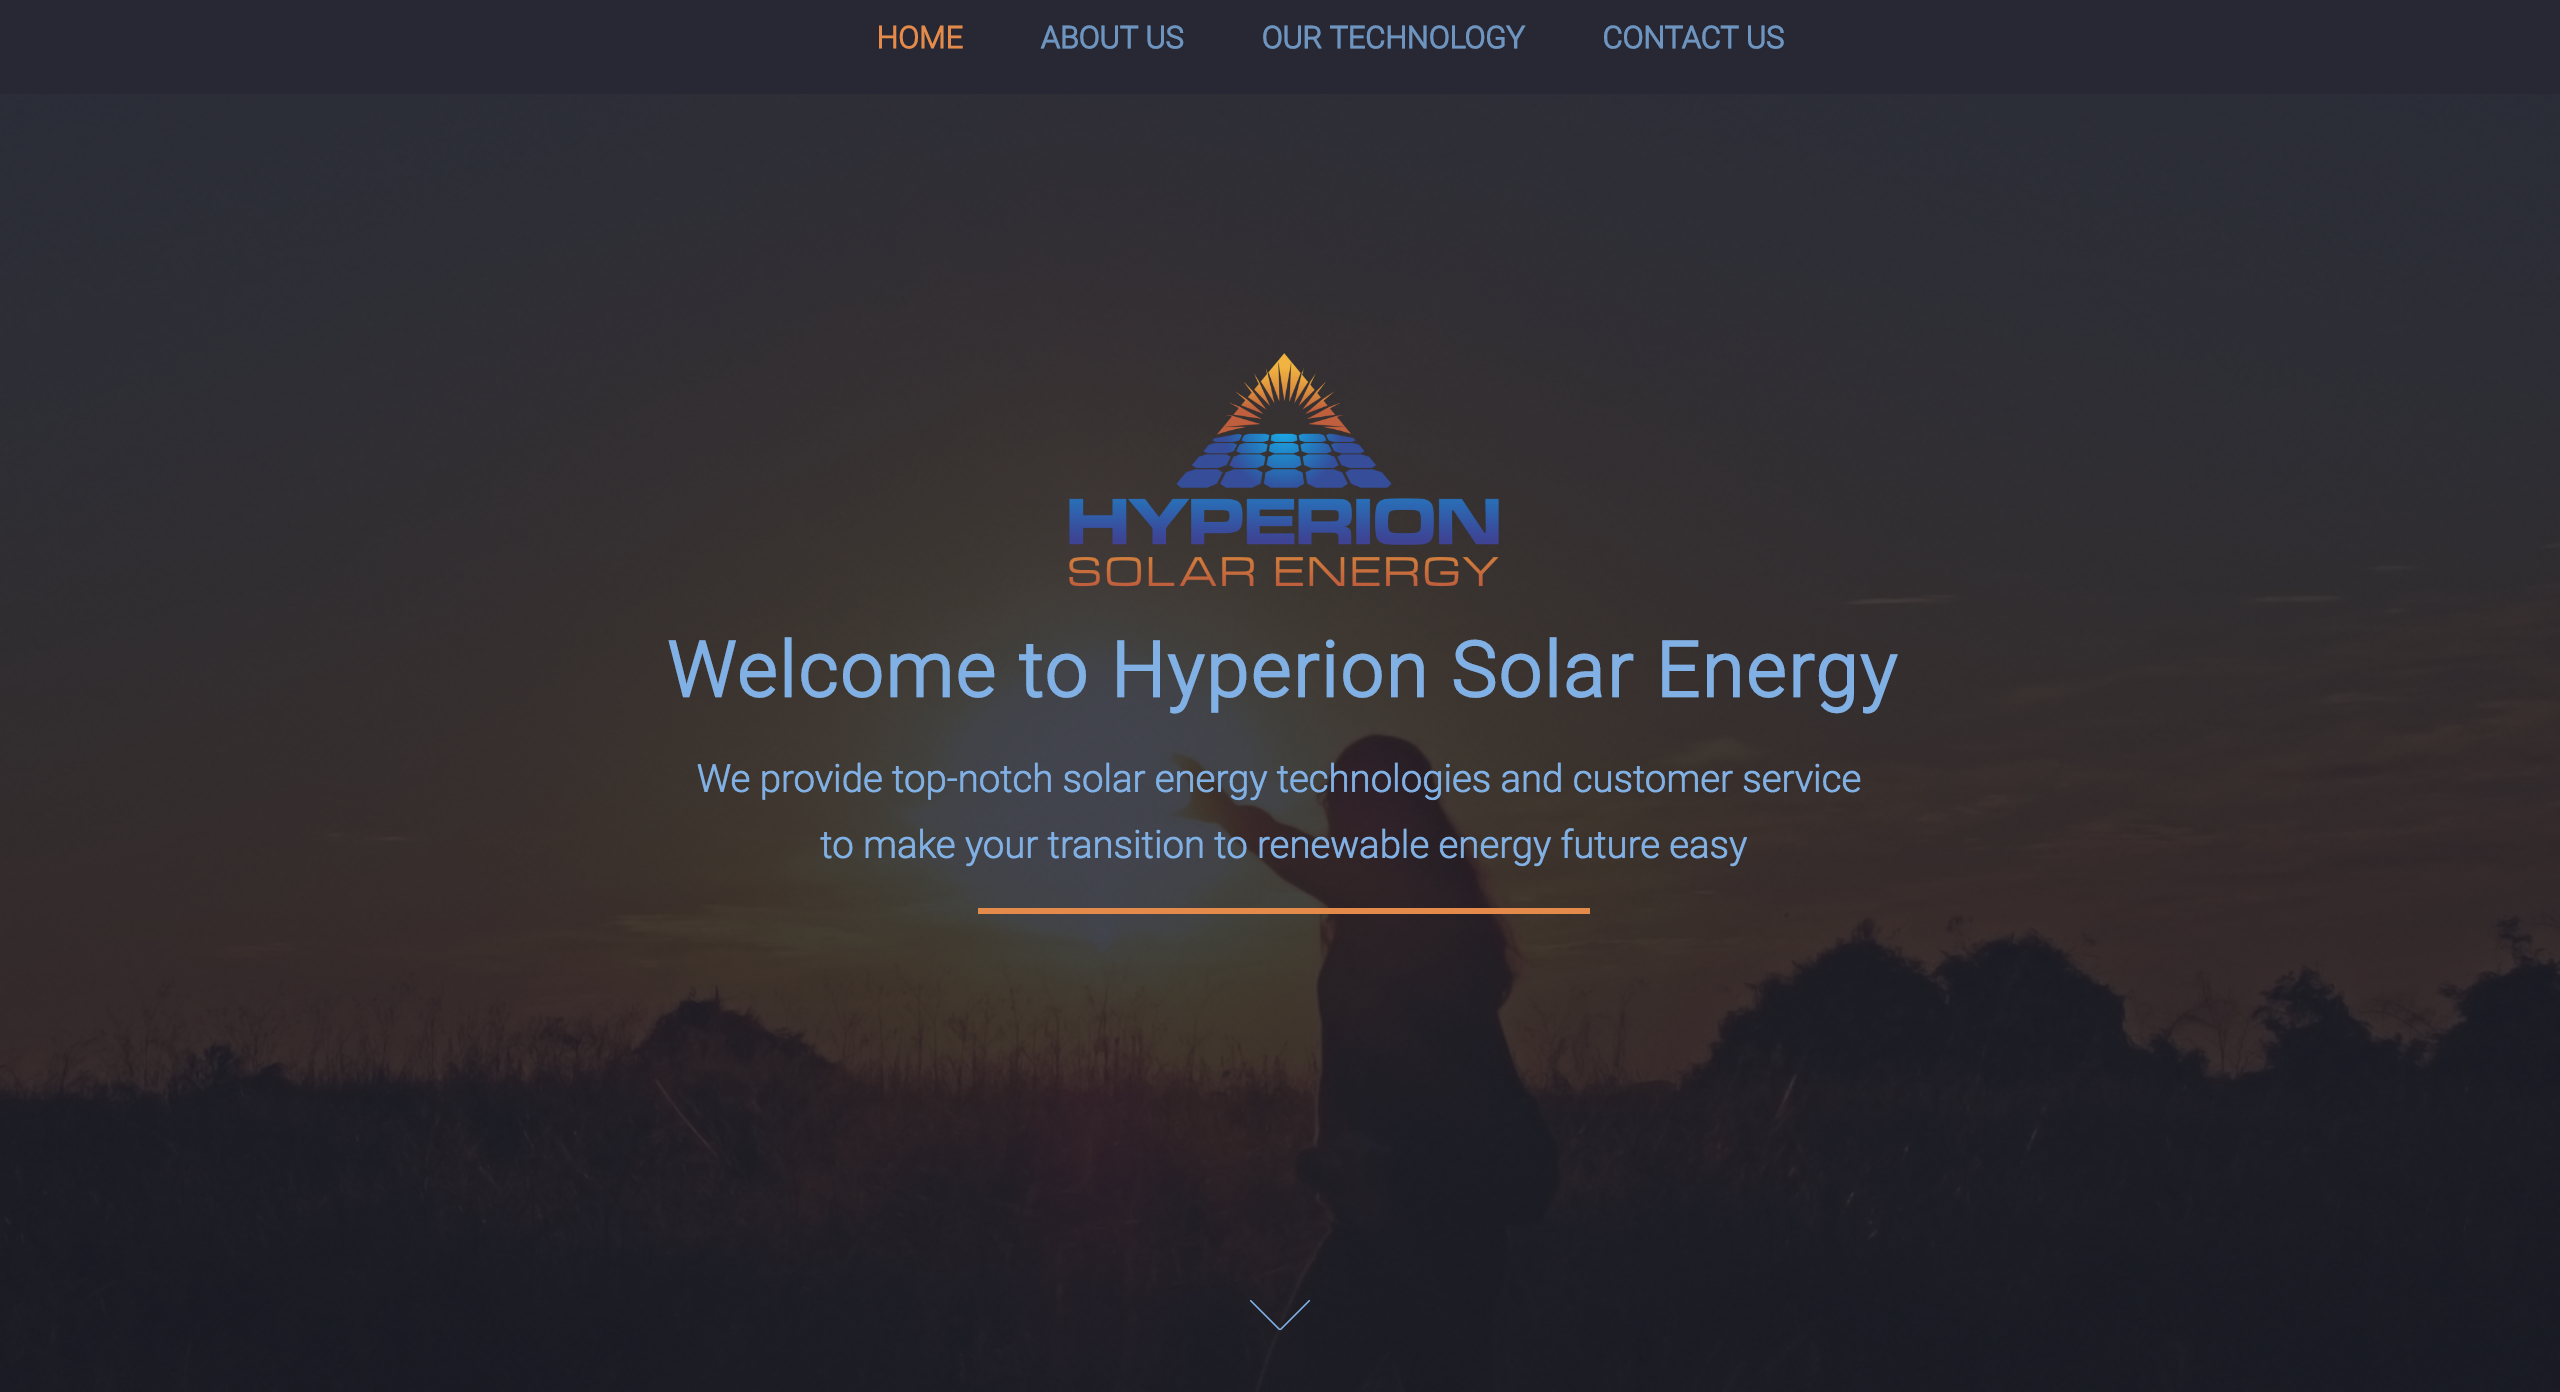 HOME ABOUT US OUR TECHNOLOGY CONTACT US
HYPERION
SOLAR ENERGY
Welcome to Hyperion Solar Energy
We provide top-notch solar energy technologies and customer service
to make your transition to renewable energy future easy